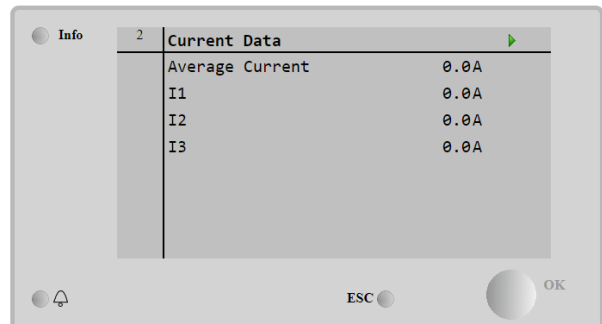 Info
2 Current Data
Average Current 0.0A
I1 0.0A
I2 0.0A
I3 0.0A
ESC
OK